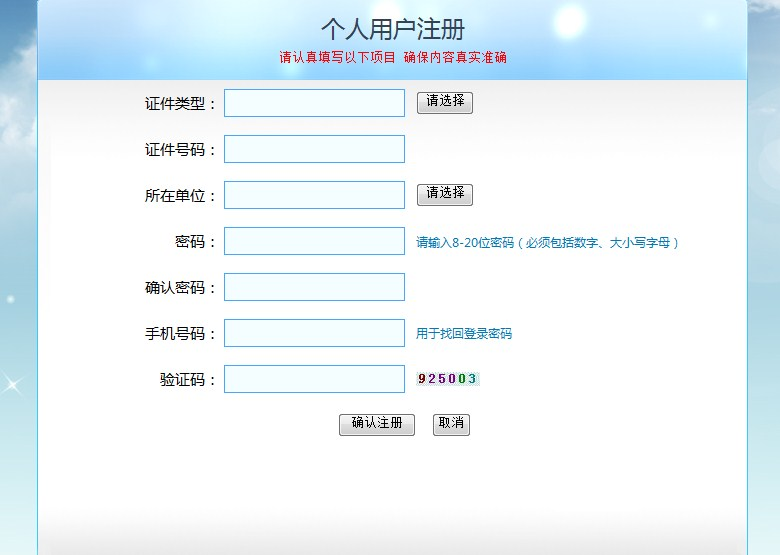 个人用户注册
请认真填写以下项目 确保内容真实准确
证件类型： 请选择
证件号码：
所在单位： 请选择
密码： 请输入8-20位密码（必须包括数字、大小写字母）
确认密码：
手机号码： 用于找回登录密码
验证码： 925003
确认注册 取消